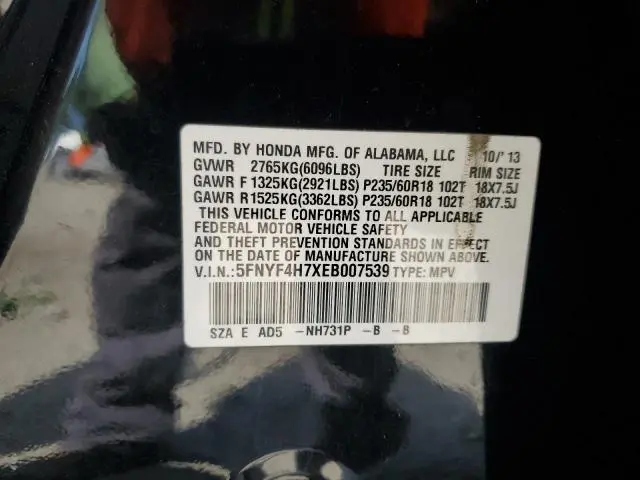 MFD. BY HONDA MFG. OF ALABAMA, LLC 10/'13
GVWR 2765KG(6096LBS) TIRE SIZE RIM SIZE
GAWR F 1325KG(2921LBS) P235/60R18 102T 18X7.5J
GAWR R 1525KG(3362LBS) P235/60R18 102T 18X7.5J
THIS VEHICLE CONFORMS TO ALL APPLICABLE
FEDERAL MOTOR VEHICLE SAFETY
AND THEFT PREVENTION STANDARDS IN EFFECT
ON THE DATE OF MANUFACTURE SHOWN ABOVE.
V.I.N.:5FNYF4H7XEB007539 TYPE: MPV
SZA E AD5 -NH731P -B -B